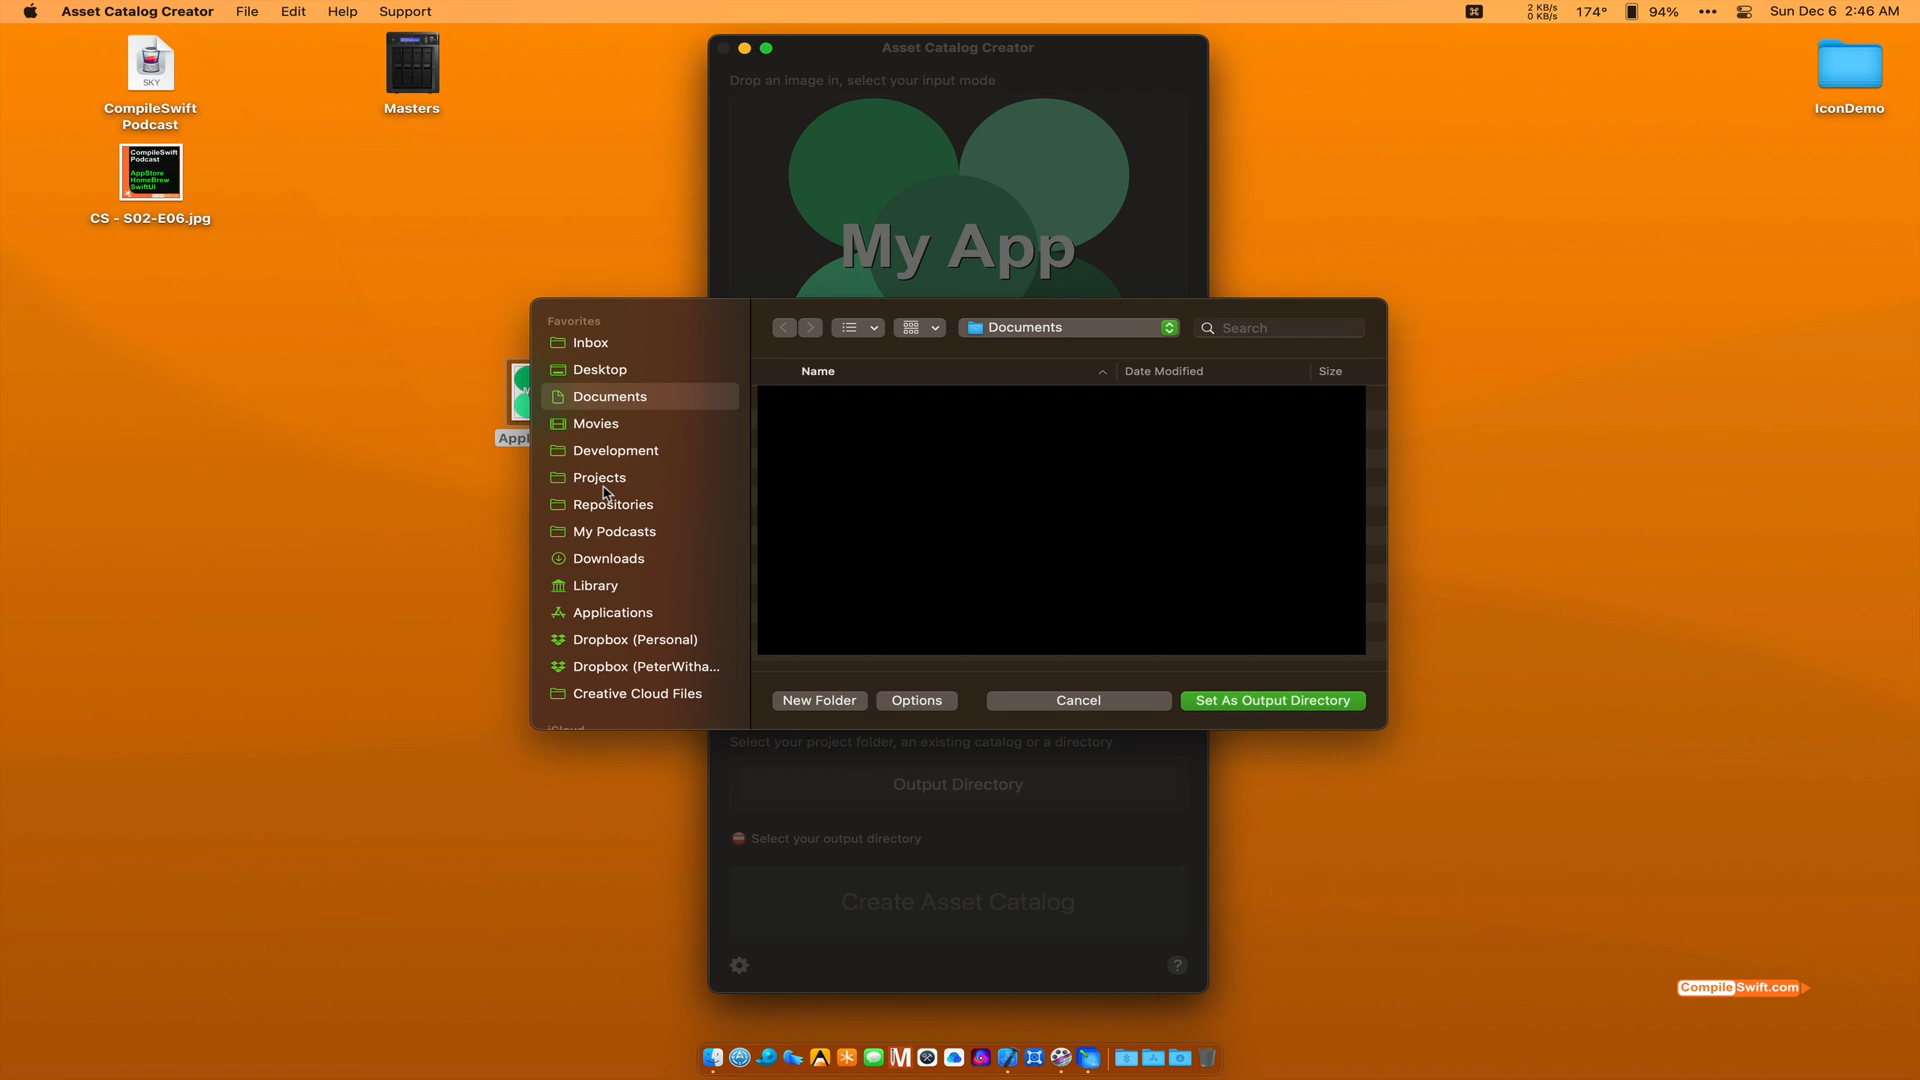 Asset Catalog Creator File Edit Help Support
2 KB/s
0 KB/s
174° 94% ••• Sun Dec 6 2:46 AM
SKY
CompileSwift
Podcast
Masters
IconDemo
CompileSwift
Podcast
AppStore
HomeBrew
SwiftUI
CS - S02-E06.jpg
Asset Catalog Creator
Drop an image in, select your input mode
My App
Appl
Favorites
Inbox
Desktop
Documents
Movies
Development
Projects
Repositories
My Podcasts
Downloads
Library
Applications
Dropbox (Personal)
Dropbox (PeterWitha...
Creative Cloud Files
Documents
Search
Name Date Modified Size
New Folder Options Cancel Set As Output Directory
Select your project folder, an existing catalog or a directory
Output Directory
Select your output directory
Create Asset Catalog
?
CompileSwift.com